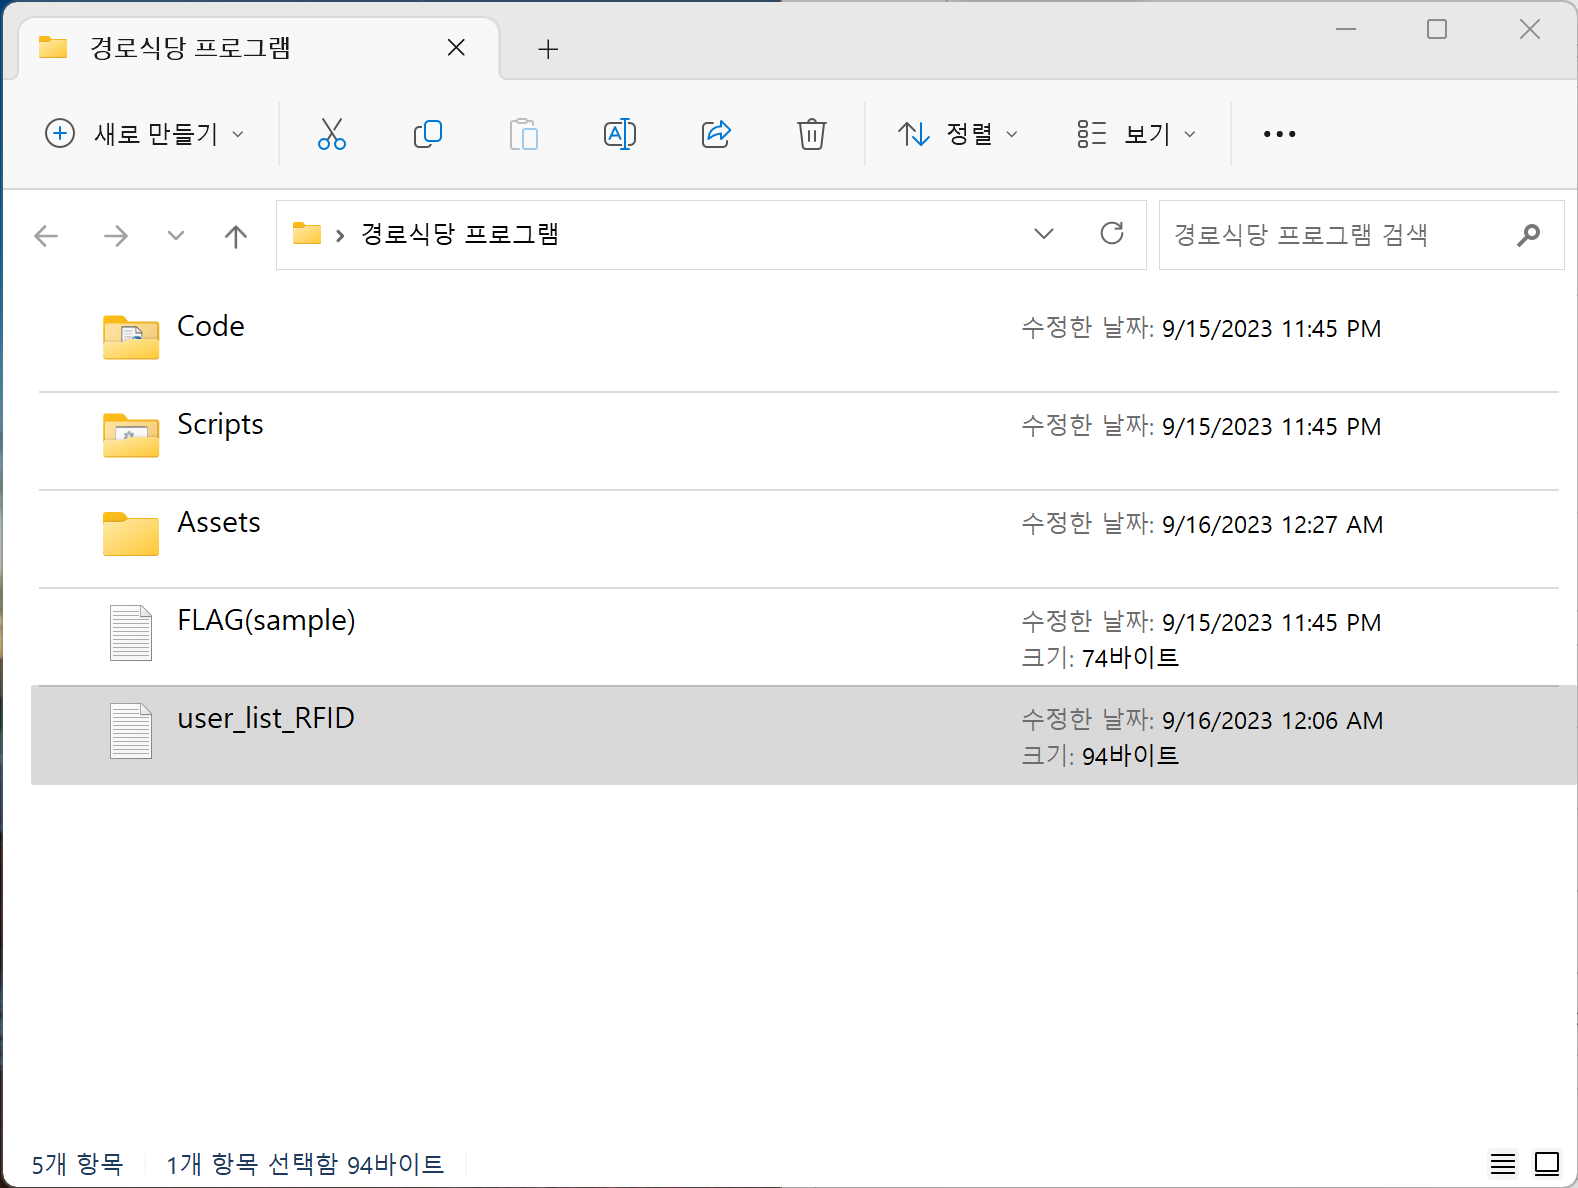 경로식당 프로그램
새로 만들기
정렬
보기
경로식당 프로그램
경로식당 프로그램 검색
Code
수정한 날짜: 9/15/2023 11:45 PM
Scripts
수정한 날짜: 9/15/2023 11:45 PM
Assets
수정한 날짜: 9/16/2023 12:27 AM
FLAG(sample)
수정한 날짜: 9/15/2023 11:45 PM
크기: 74바이트
user_list_RFID
수정한 날짜: 9/16/2023 12:06 AM
크기: 94바이트
5개 항목
1개 항목 선택함 94바이트